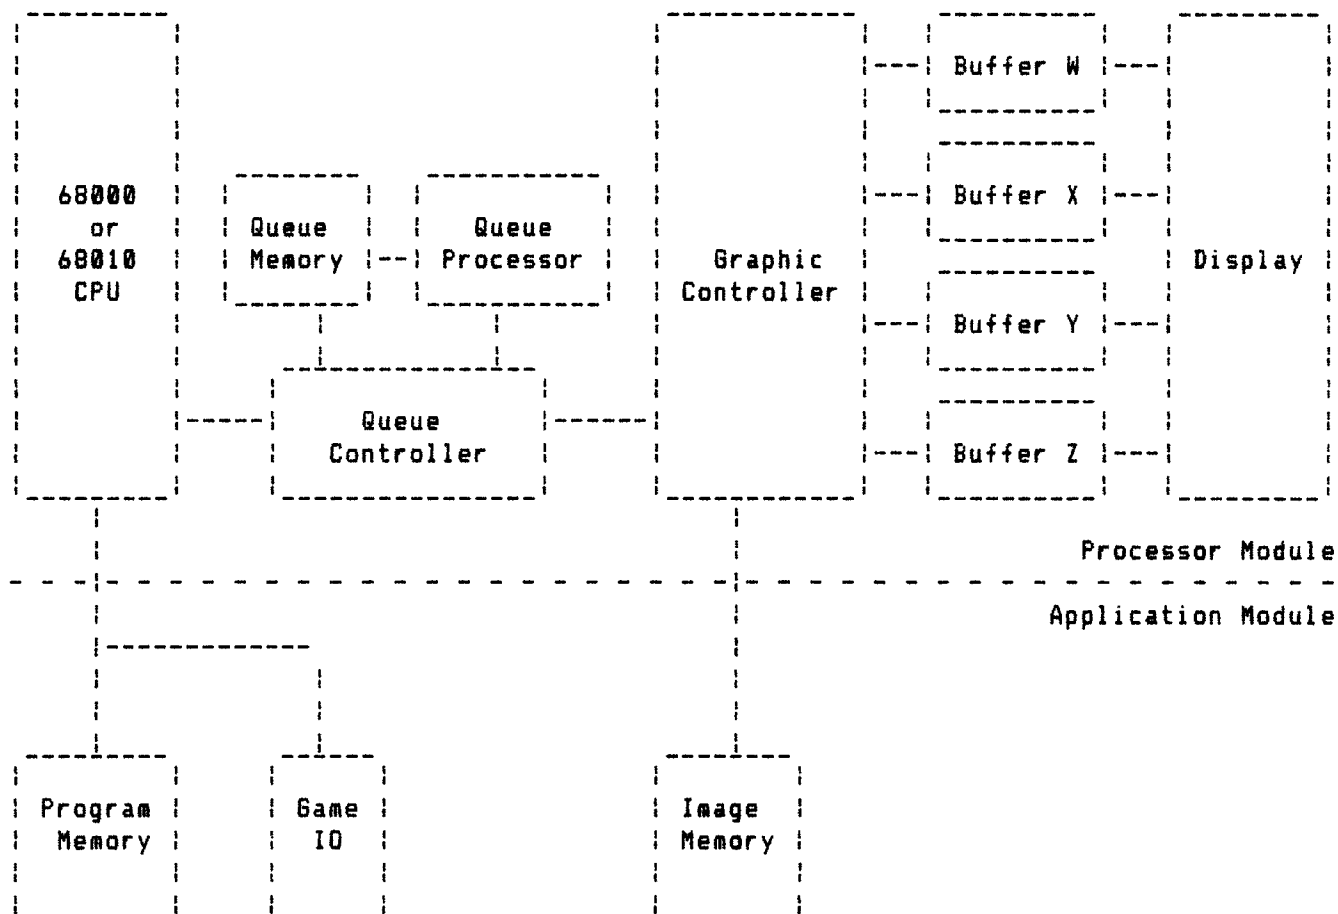 Buffer W
Buffer X
68000
or
68010
CPU
Queue
Memory
Queue
Processor
Graphic
Controller
Display
Buffer Y
Queue
Controller
Buffer Z
Processor Module
Application Module
Program
Memory
Game
IO
Image
Memory